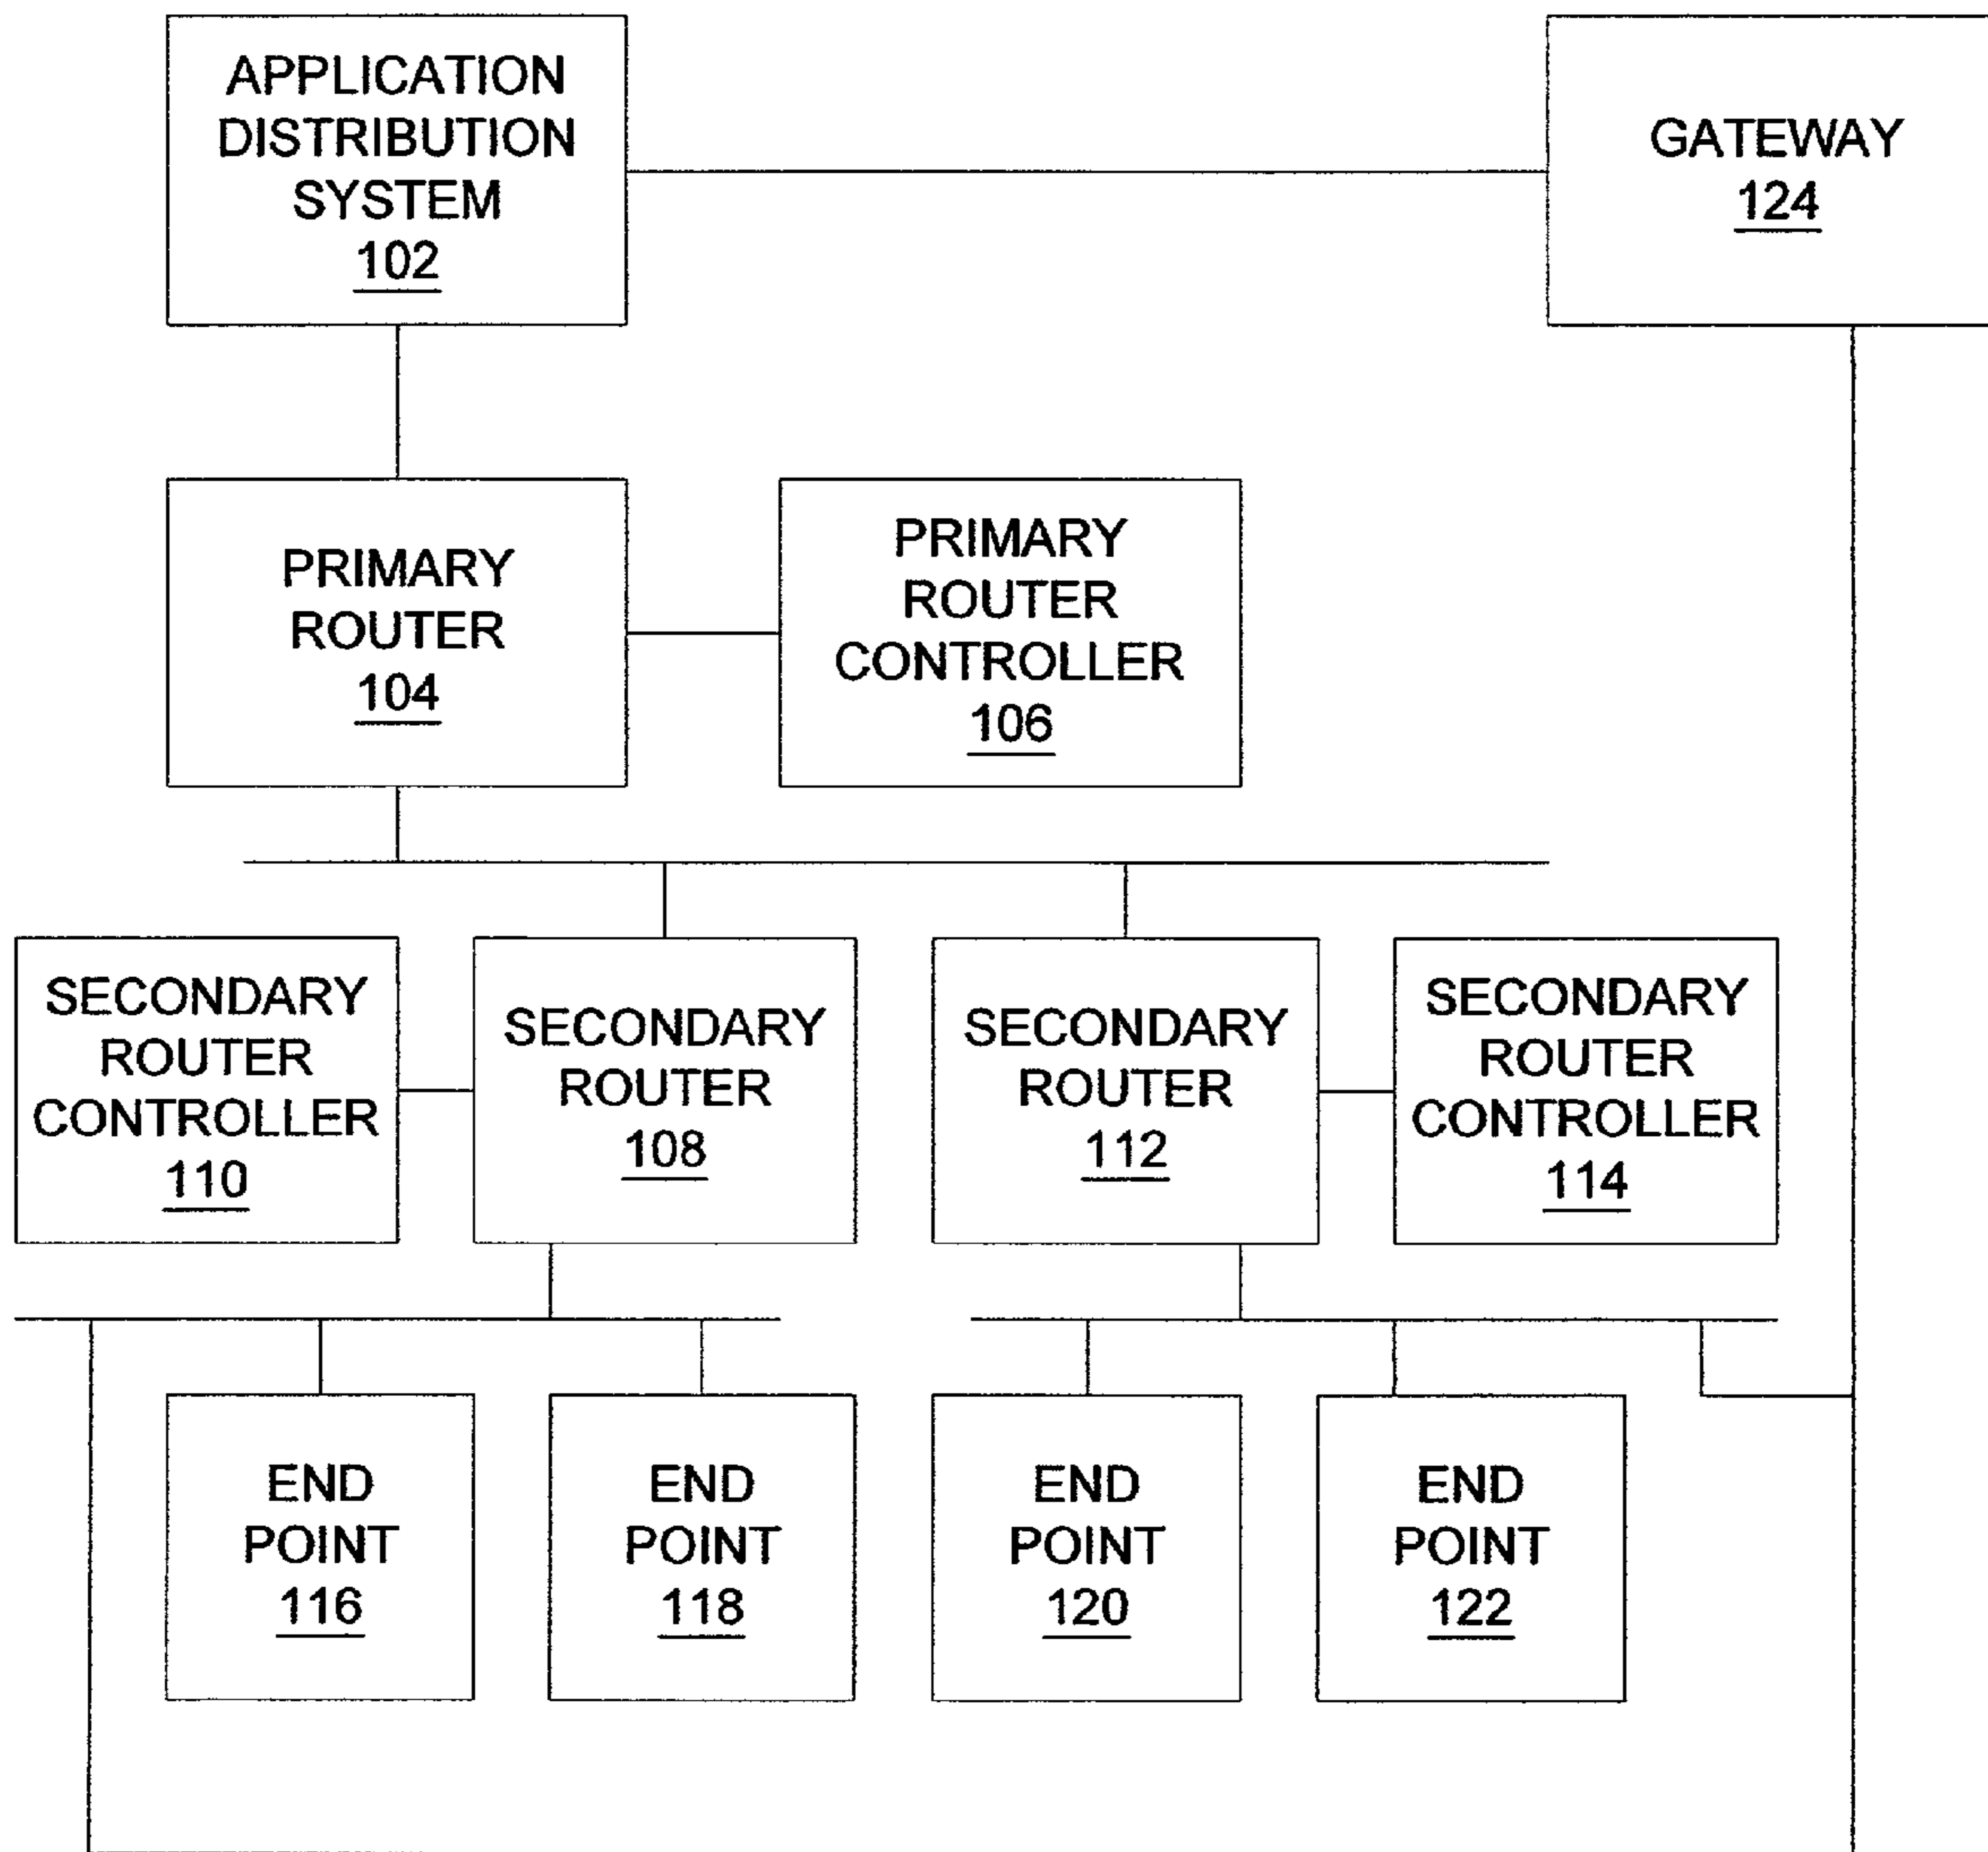 APPLICATION
DISTRIBUTION
SYSTEM
102
GATEWAY
124
PRIMARY
ROUTER
104
PRIMARY
ROUTER
CONTROLLER
106
SECONDARY
ROUTER
CONTROLLER
110
SECONDARY
ROUTER
108
SECONDARY
ROUTER
112
SECONDARY
ROUTER
CONTROLLER
114
END
POINT
116
END
POINT
118
END
POINT
120
END
POINT
122